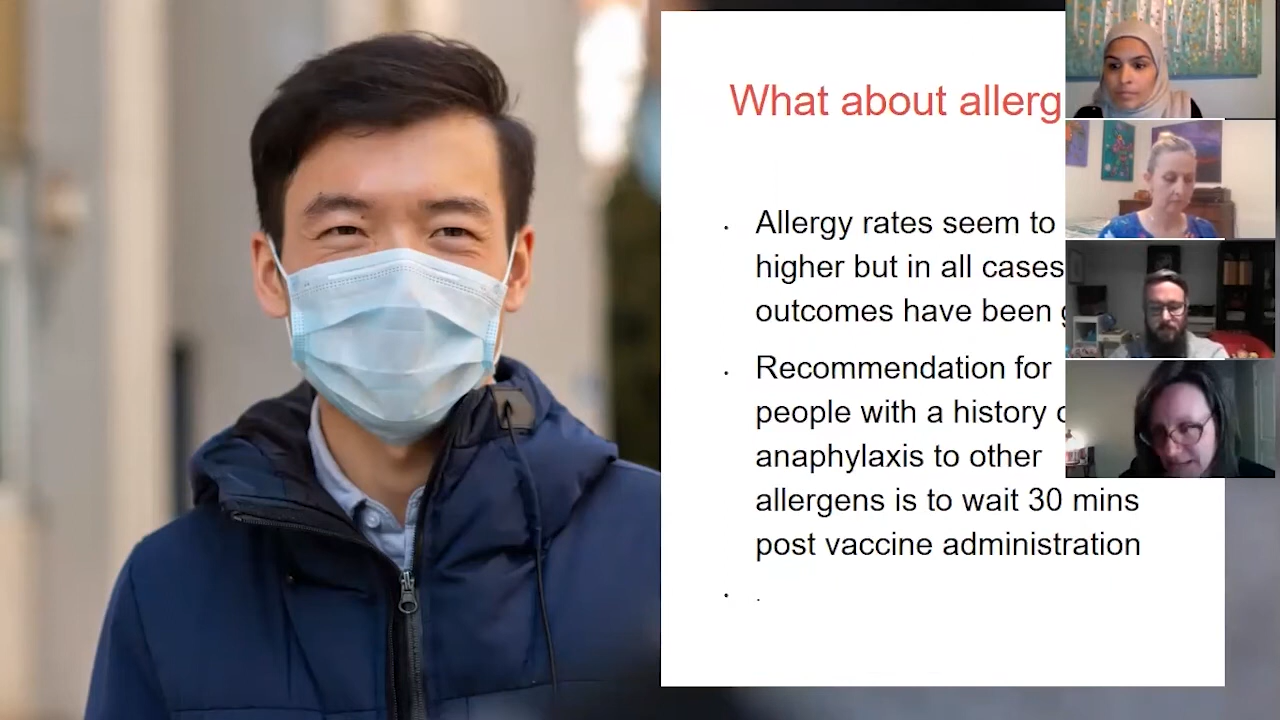 What about allerg
· Allergy rates seem to
higher but in all cases
outcomes have been
· Recommendation for
people with a history
anaphylaxis to other
allergens is to wait 30 mins
post vaccine administration
· .